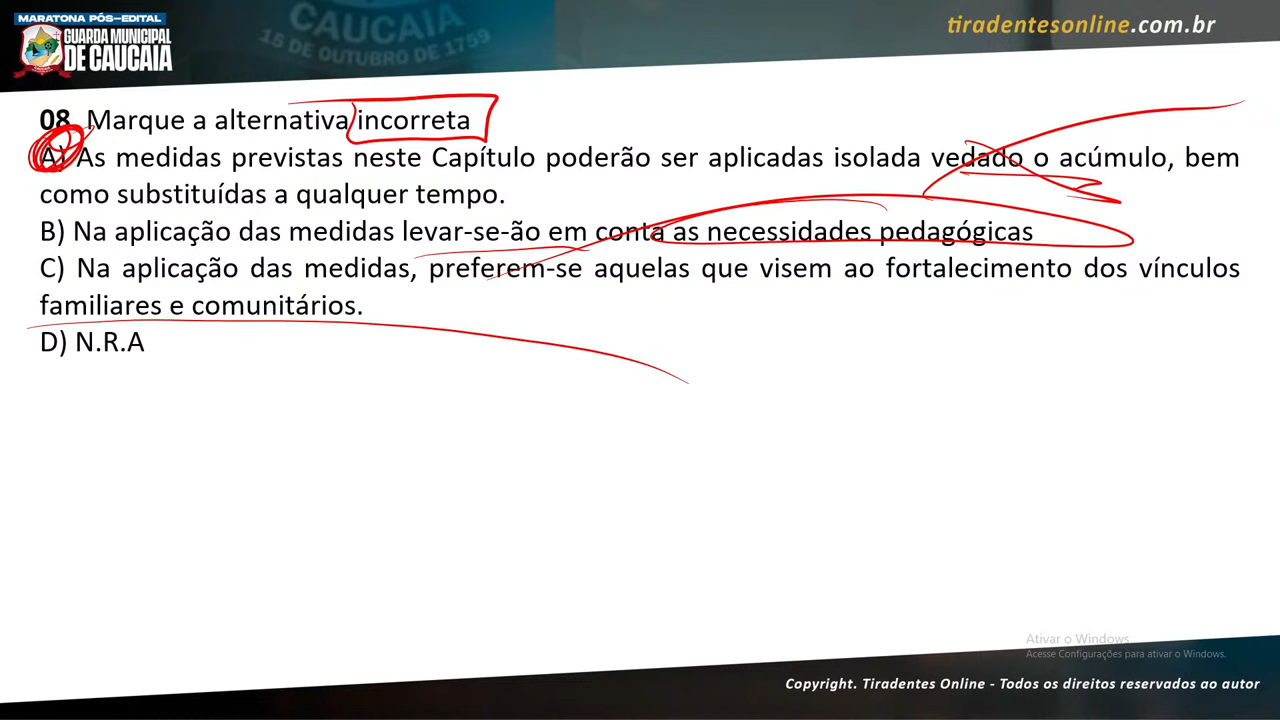 MARATONA PÓS-EDITAL
GUARDA MUNICIPAL
DE CAUCAIA
CAUCAIA
15 DE OUTUBRO DE 1759
tiradentesonline.com.br
08. Marque a alternativa incorreta
A) As medidas previstas neste Capítulo poderão ser aplicadas isolada vedado o acúmulo, bem
como substituídas a qualquer tempo.
B) Na aplicação das medidas levar-se-ão em conta as necessidades pedagógicas
C) Na aplicação das medidas, preferem-se aquelas que visem ao fortalecimento dos vínculos
familiares e comunitários.
D) N.R.A
Ativar o Windows
Acesse Configurações para ativar o Windows.
Copyright. Tiradentes Online - Todos os direitos reservados ao autor